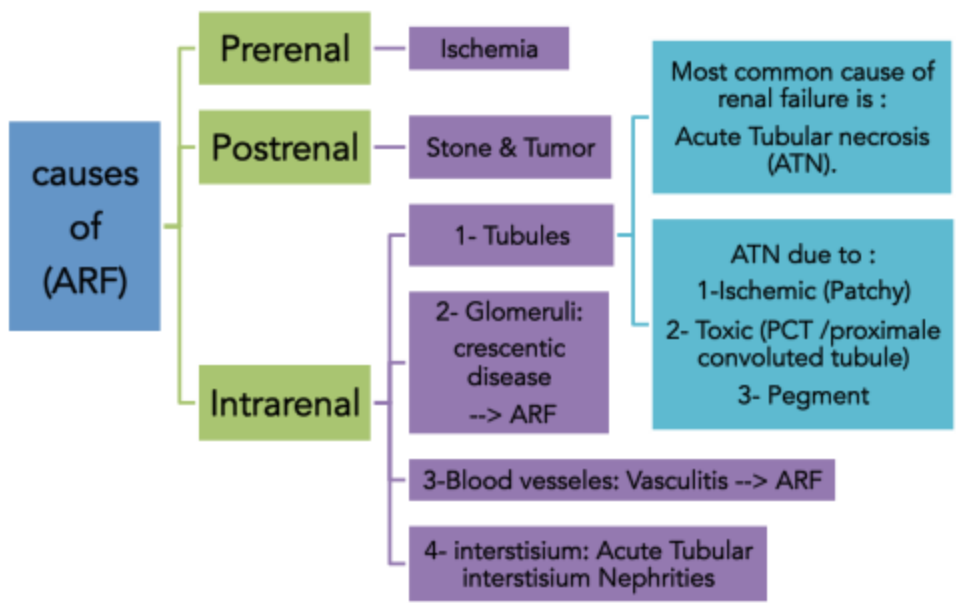 causes
of
(ARF)
Prerenal
Ischemia
Postrenal
Stone & Tumor
Intrarenal
1- Tubules
Most common cause of
renal failure is :
Acute Tubular necrosis
(ATN).
ATN due to :
1-Ischemic (Patchy)
2- Toxic (PCT /proximale
convoluted tubule)
3- Pegment
2- Glomeruli:
crescentic
disease
--> ARF
3-Blood vesseles: Vasculitis --> ARF
4- interstisium: Acute Tubular
interstisium Nephrities